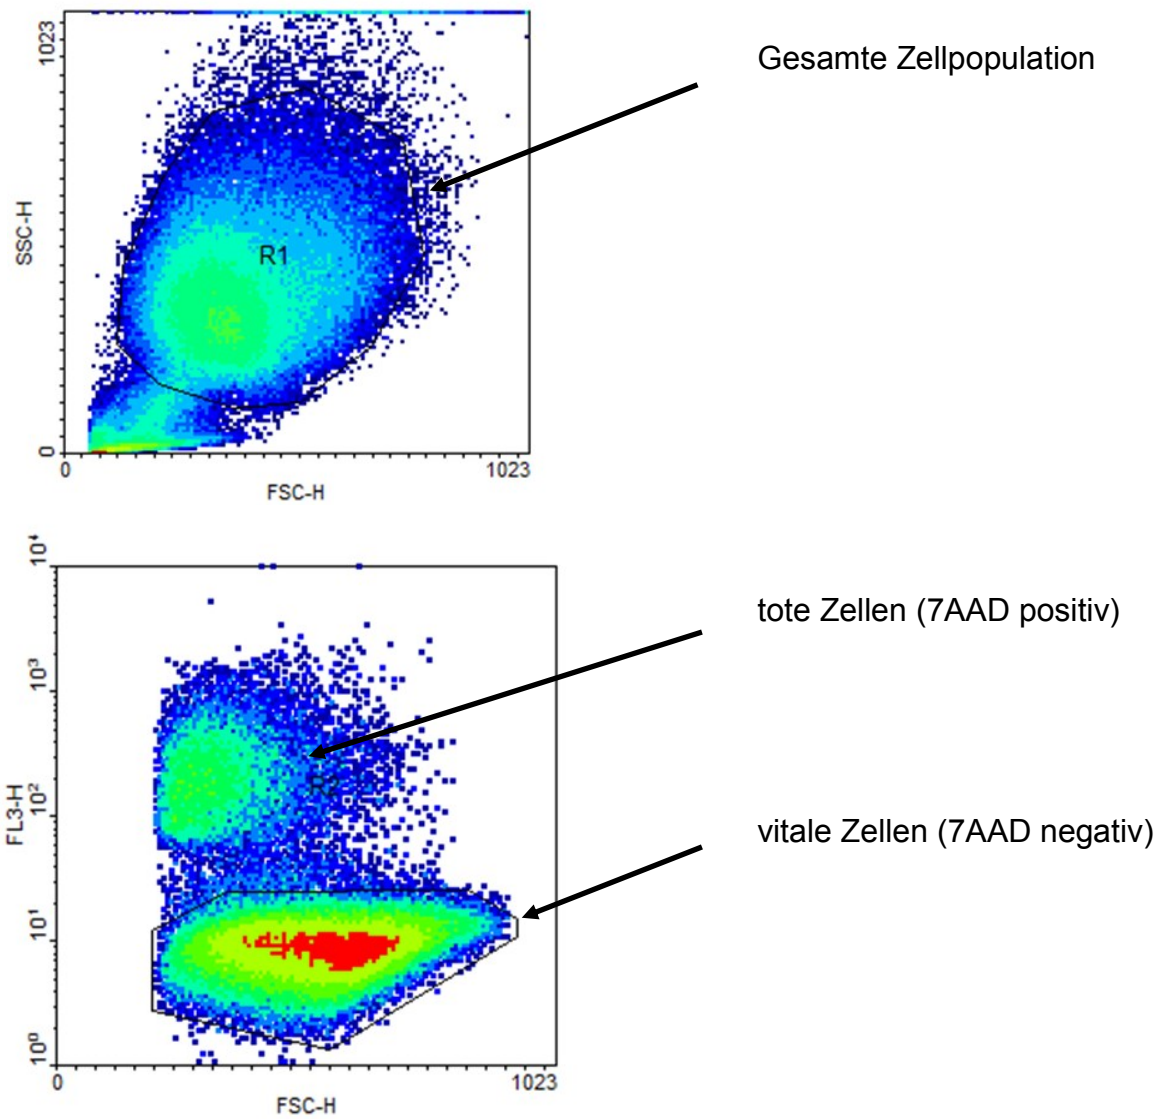 1023
SSC-H
Gesamte Zellpopulation
R1
0
0
1023
FSC-H
10⁴
tote Zellen (7AAD positiv)
10³
FL3-H
R2
10²
vitale Zellen (7AAD negativ)
10¹
10⁰
0
1023
FSC-H